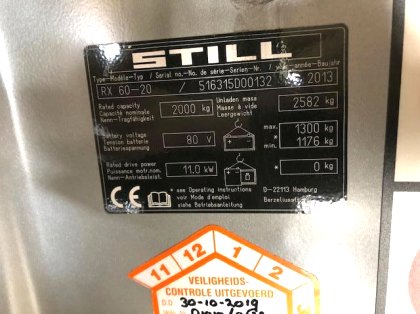 STILL
Type-Modèle-Typ / Serial no.-No. de série-Serien-Nr. / year-année-Baujahr
RX 60-20 / 516315D00132 2013
Rated capacity
Capacité nominale
Nenn-Tragfähigkeit
2000 kg
Unladen mass
Masse à vide
Leergewicht
2582 kg
Battery voltage
Tension batterie
Batteriespannung
80 V
max. 1300 kg
* min. 1176 kg
Rated drive power
Puissance motr.nom.
Nenn-Antriebsleist.
11.0 kW
* 0 kg
CE
* see Operating instructions
voir Mode d'emploi
siehe Betriebsanleitung
D-22113 Hamburg
11 12 1 2
VEILIGHEIDS-
CONTROLE UITGEVOERD
D.D. 30-10-2019